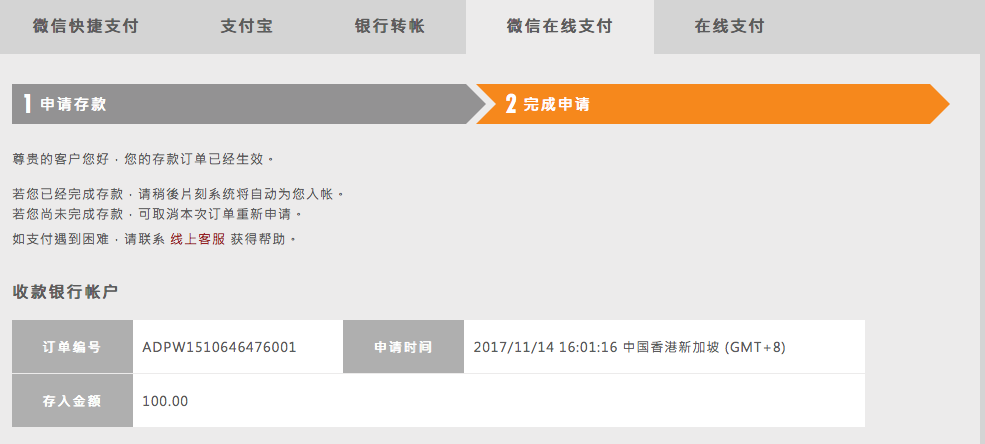 微信快捷支付 支付宝 银行转帐 微信在线支付 在线支付
1 申请存款 2 完成申请
尊贵的客户您好，您的存款订单已经生效。
若您已经完成存款，请稍後片刻系统将自动为您入帐。
若您尚未完成存款，可取消本次订单重新申请。
如支付遇到困难，请联系 线上客服 获得帮助。
收款银行帐户
订单编号 ADPW1510646476001 申请时间 2017/11/14 16:01:16 中国香港新加坡 (GMT+8)
存入金额 100.00